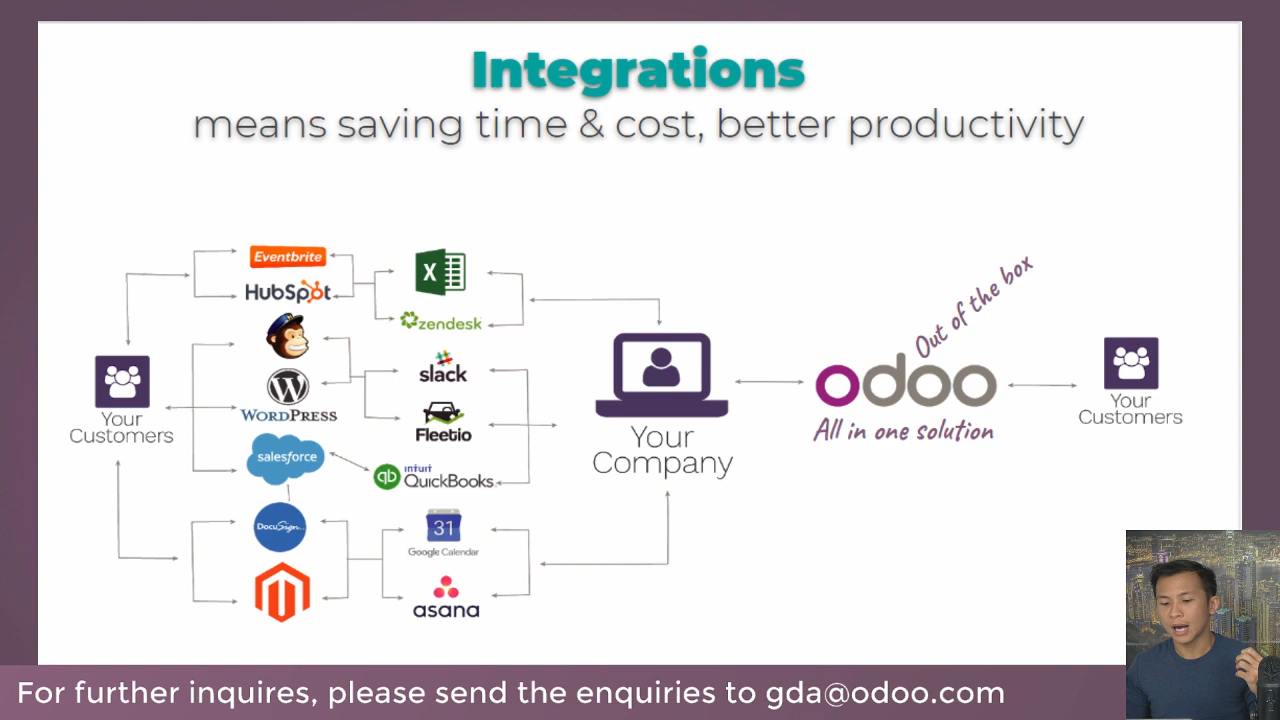 Integrations
means saving time & cost, better productivity
Eventbrite
HubSpot
X
zendesk
slack
WORDPRESS
Fleetio
salesforce
intuit
qb QuickBooks
DocuSign
31
Google Calendar
asana
Your
Customers
Your
Company
Out of the box
odoo
All in one solution
Your
Customers
For further inquires, please send the enquiries to gda@odoo.com